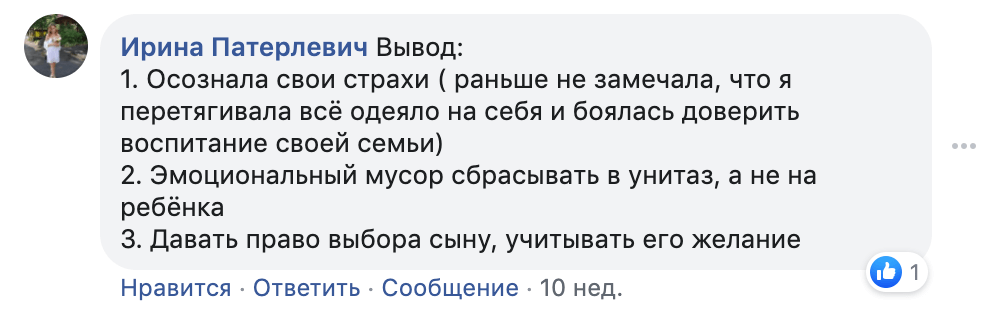 Ирина Патерлевич Вывод:
1. Осознала свои страхи ( раньше не замечала, что я
перетягивала всё одеяло на себя и боялась доверить
воспитание своей семьи)
2. Эмоциональный мусор сбрасывать в унитаз, а не на
ребёнка
3. Давать право выбора сыну, учитывать его желание
1
Нравится · Ответить · Сообщение · 10 нед.